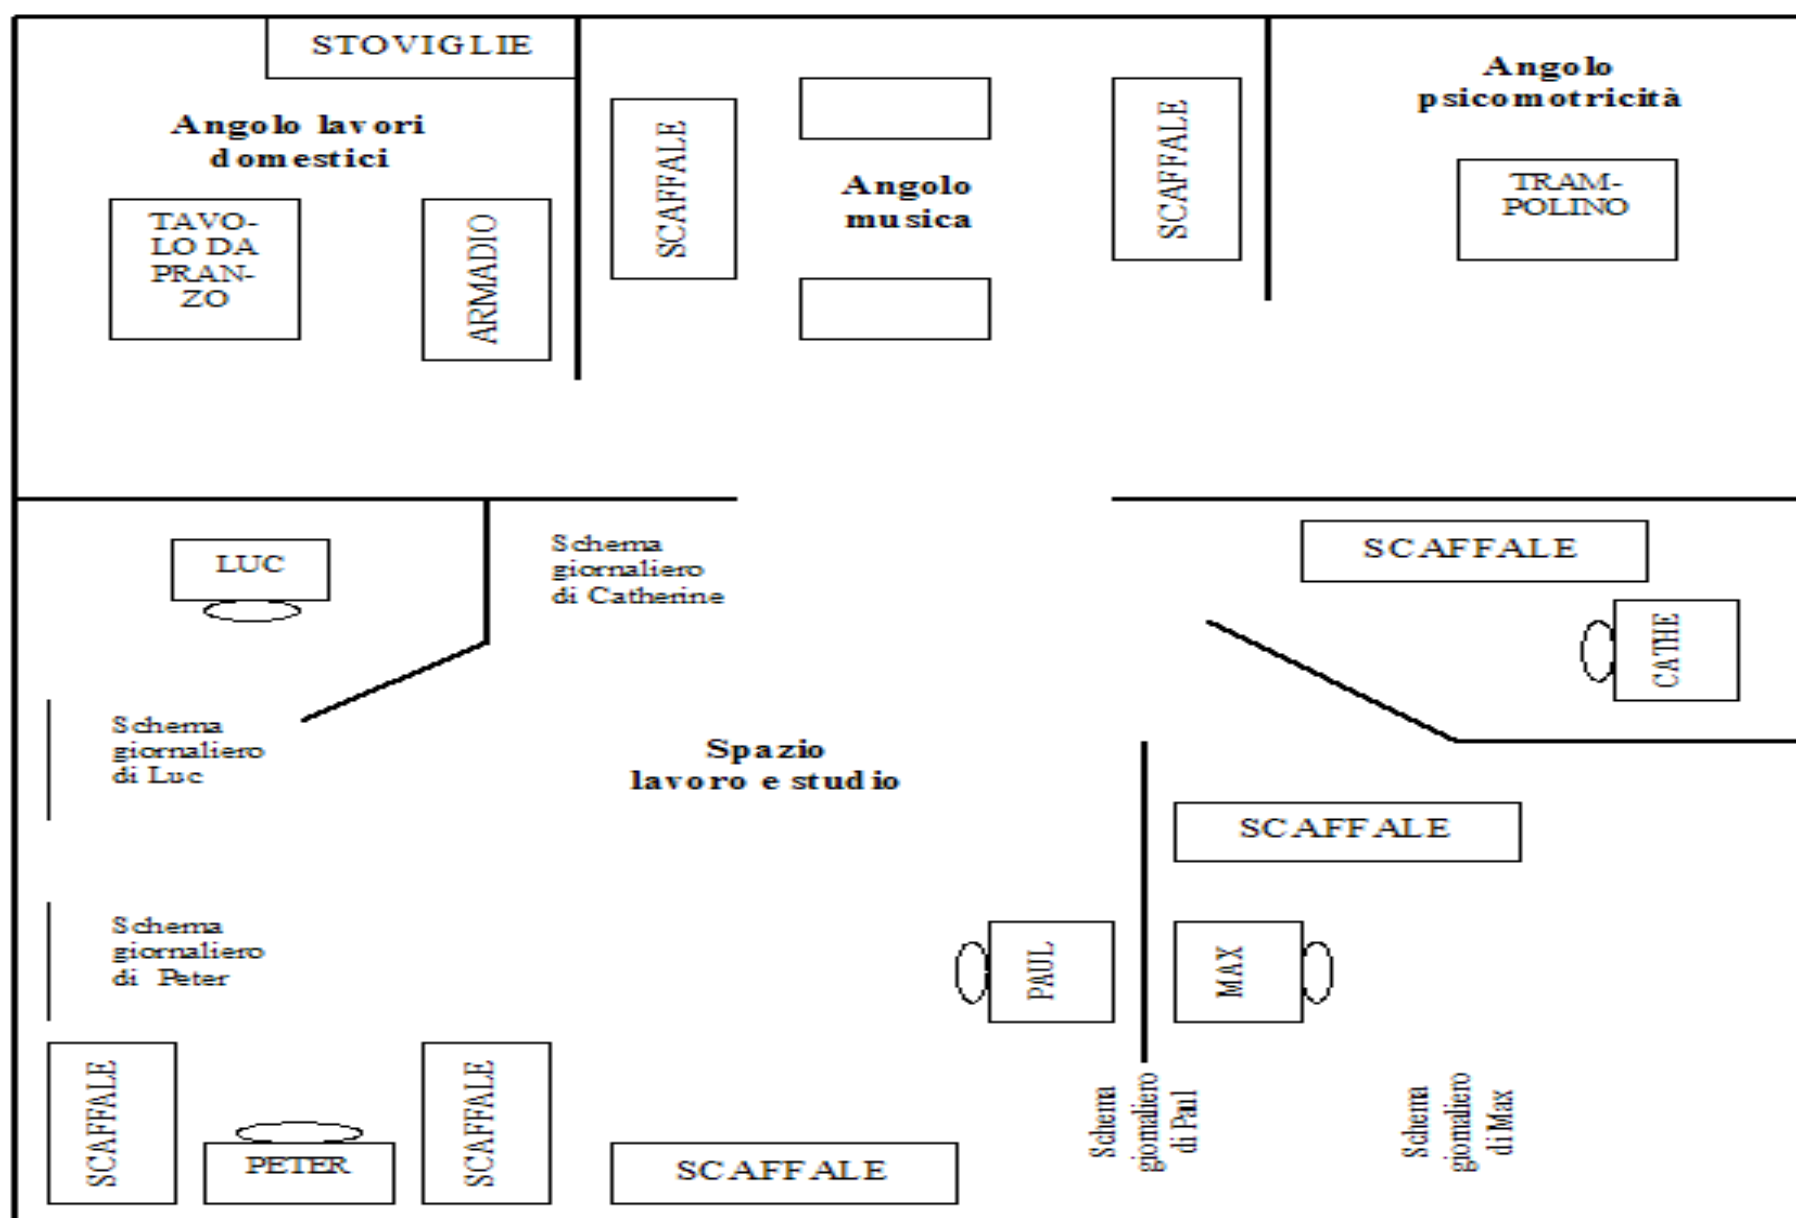 STOVIGLIE
Angolo lavori
domestici
TAVO-
LO DA
PRAN-
ZO
ARMADIO
SCAFFALE
Angolo
musica
SCAFFALE
Angolo
psicomotricità
TRAM-
POLINO
LUC
Schema
giornaliero
di Catherine
SCAFFALE
CATHE
Schema
giornaliero
di Luc
Spazio
lavoro e studio
SCAFFALE
Schema
giornaliero
di Peter
PAUL
MAX
SCAFFALE
PETER
SCAFFALE
SCAFFALE
Schema
giornaliero
di Paul
Schema
giornaliero
di Max